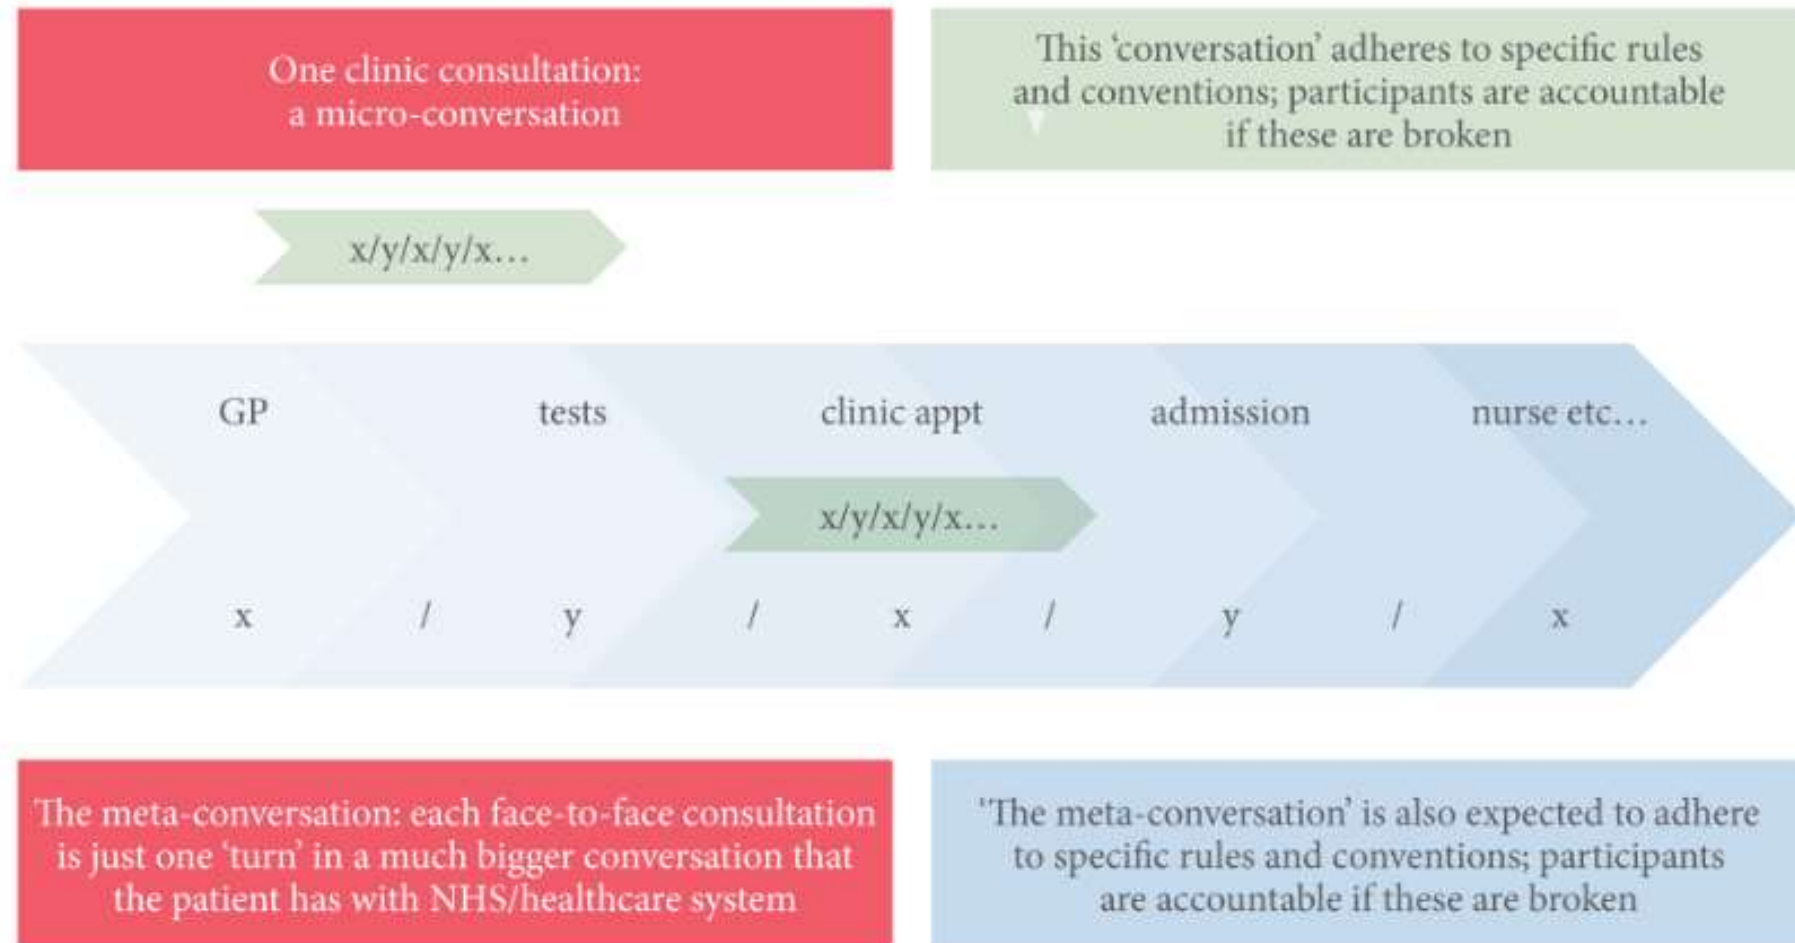 One clinic consultation:
a micro-conversation
This ‘conversation’ adheres to specific rules
and conventions; participants are accountable
if these are broken
x/y/x/y/x…
GP tests clinic appt admission nurse etc…
x/y/x/y/x…
x / y / x / y / x
The meta-conversation: each face-to-face consultation
is just one ‘turn’ in a much bigger conversation that
the patient has with NHS/healthcare system
'The meta-conversation’ is also expected to adhere
to specific rules and conventions; participants
are accountable if these are broken